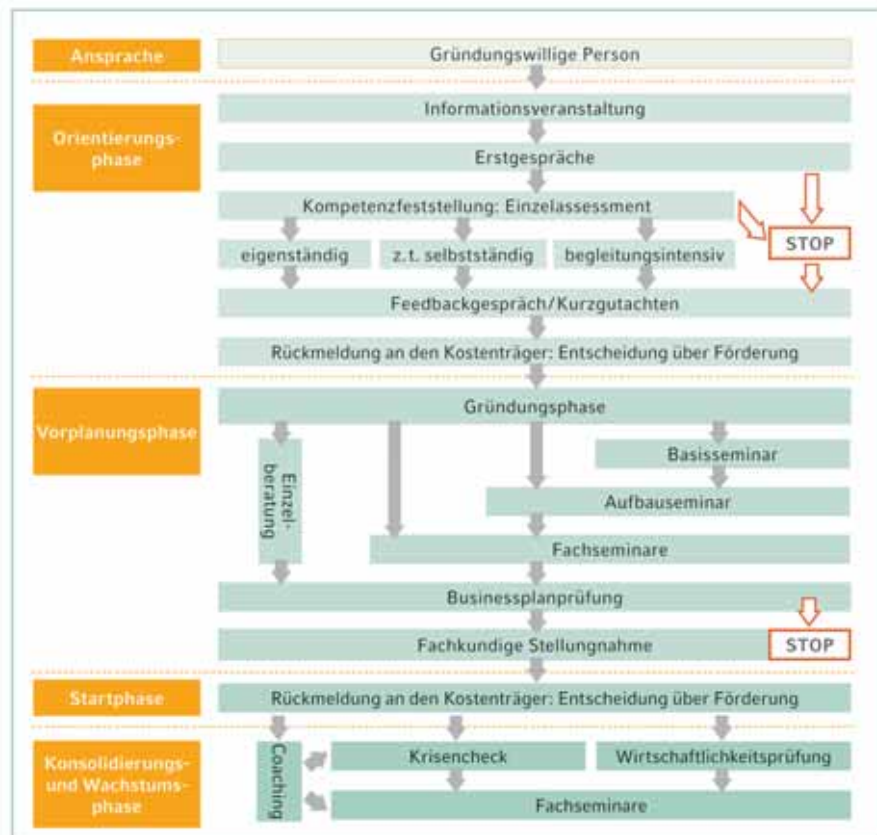 Ansprache
Gründungswillige Person
Orientierungs-
phase
Informationsveranstaltung
Erstgespräche
Kompetenzfeststellung: Einzelassessment
STOP
eigenständig
z.t. selbstständig
begleitungsintensiv
Feedbackgespräch/Kurzgutachten
Rückmeldung an den Kostenträger: Entscheidung über Förderung
Vorplanungsphase
Gründungsphase
Einzel-
beratung
Basisseminar
Aufbauseminar
Fachseminare
Businessplanprüfung
Fachkundige Stellungnahme
STOP
Startphase
Rückmeldung an den Kostenträger: Entscheidung über Förderung
Konsolidierungs-
und Wachstums-
phase
Coaching
Krisencheck
Wirtschaftlichkeitsprüfung
Fachseminare